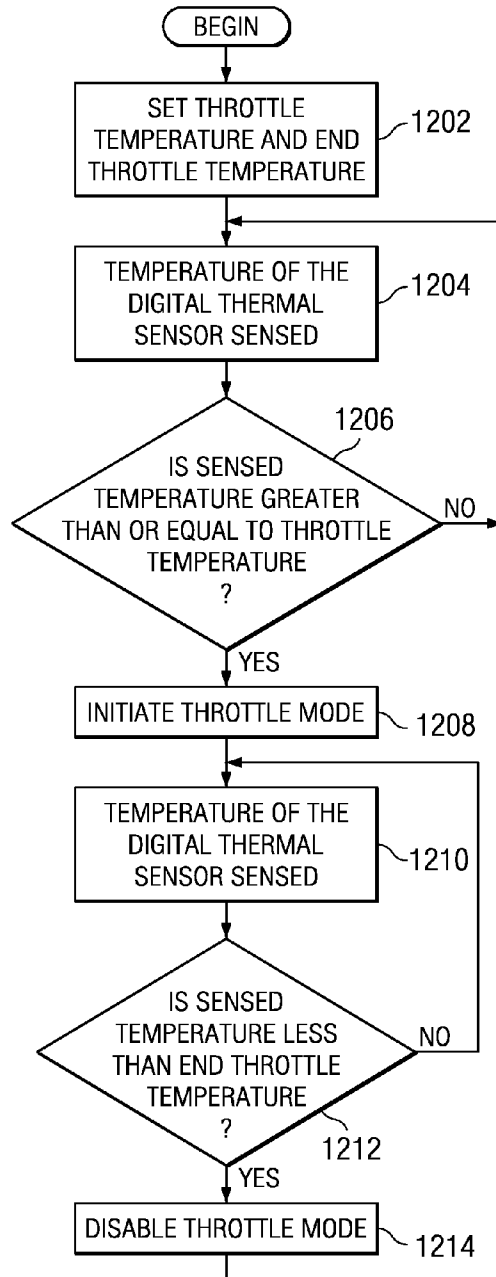 BEGIN
SET THROTTLE
TEMPERATURE AND END
THROTTLE TEMPERATURE
1202
TEMPERATURE OF THE
DIGITAL THERMAL
SENSOR SENSED
1204
1206
IS SENSED
TEMPERATURE GREATER
THAN OR EQUAL TO THROTTLE
TEMPERATURE
?
NO
YES
INITIATE THROTTLE MODE
1208
TEMPERATURE OF THE
DIGITAL THERMAL
SENSOR SENSED
1210
IS SENSED
TEMPERATURE LESS
THAN END THROTTLE
TEMPERATURE
?
NO
1212
YES
DISABLE THROTTLE MODE
1214